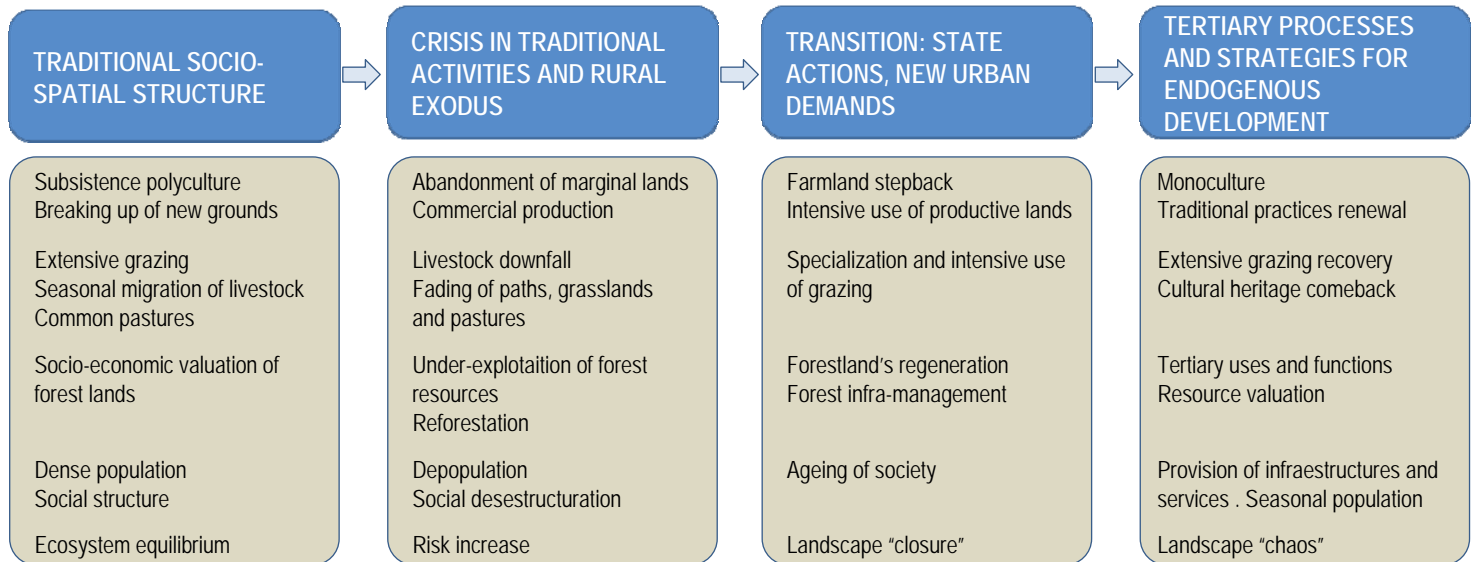 TRADITIONAL SOCIO-
SPATIAL STRUCTURE
CRISIS IN TRADITIONAL
ACTIVITIES AND RURAL
EXODUS
TRANSITION: STATE
ACTIONS, NEW URBAN
DEMANDS
TERTIARY PROCESSES
AND STRATEGIES FOR
ENDOGENOUS
DEVELOPMENT
Subsistence polyculture
Breaking up of new grounds
Extensive grazing
Seasonal migration of livestock
Common pastures
Socio-economic valuation of
forest lands
Dense population
Social structure
Ecosystem equilibrium
Abandonment of marginal lands
Commercial production
Livestock downfall
Fading of paths, grasslands
and pastures
Under-explotaition of forest
resources
Reforestation
Depopulation
Social desestructuration
Risk increase
Farmland stepback
Intensive use of productive lands
Specialization and intensive use
of grazing
Forestland's regeneration
Forest infra-management
Ageing of society
Landscape "closure"
Monoculture
Traditional practices renewal
Extensive grazing recovery
Cultural heritage comeback
Tertiary uses and functions
Resource valuation
Provision of infraestructures and
services . Seasonal population
Landscape "chaos"